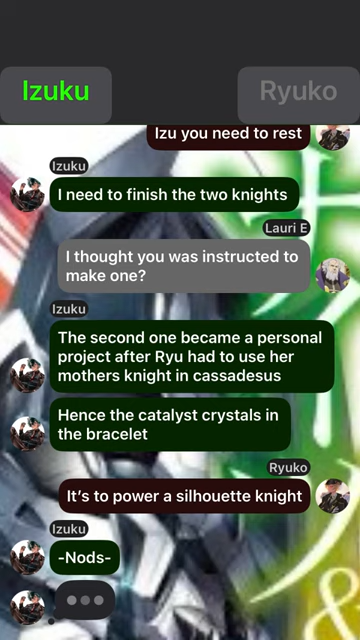 Izuku
Ryuko
Izu you need to rest
Izuku
I need to finish the two knights
Lauri E
I thought you was instructed to
make one?
Izuku
The second one became a personal
project after Ryu had to use her
mothers knight in cassadesus
Hence the catalyst crystals in
the bracelet
Ryuko
It’s to power a silhouette knight
Izuku
-Nods-